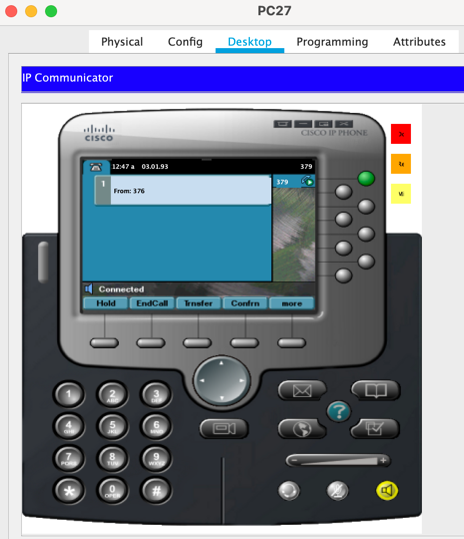 PC27
Physical Config Desktop Programming Attributes
IP Communicator
CISCO
CISCO IP PHONE
12:47 a 03.01.93 379
1
From: 376
379
Connected
Hold EndCall Trnsfer Confrn more
1 2 3
4 5 6
7 8 9
* 0 #
OPER
?
- +